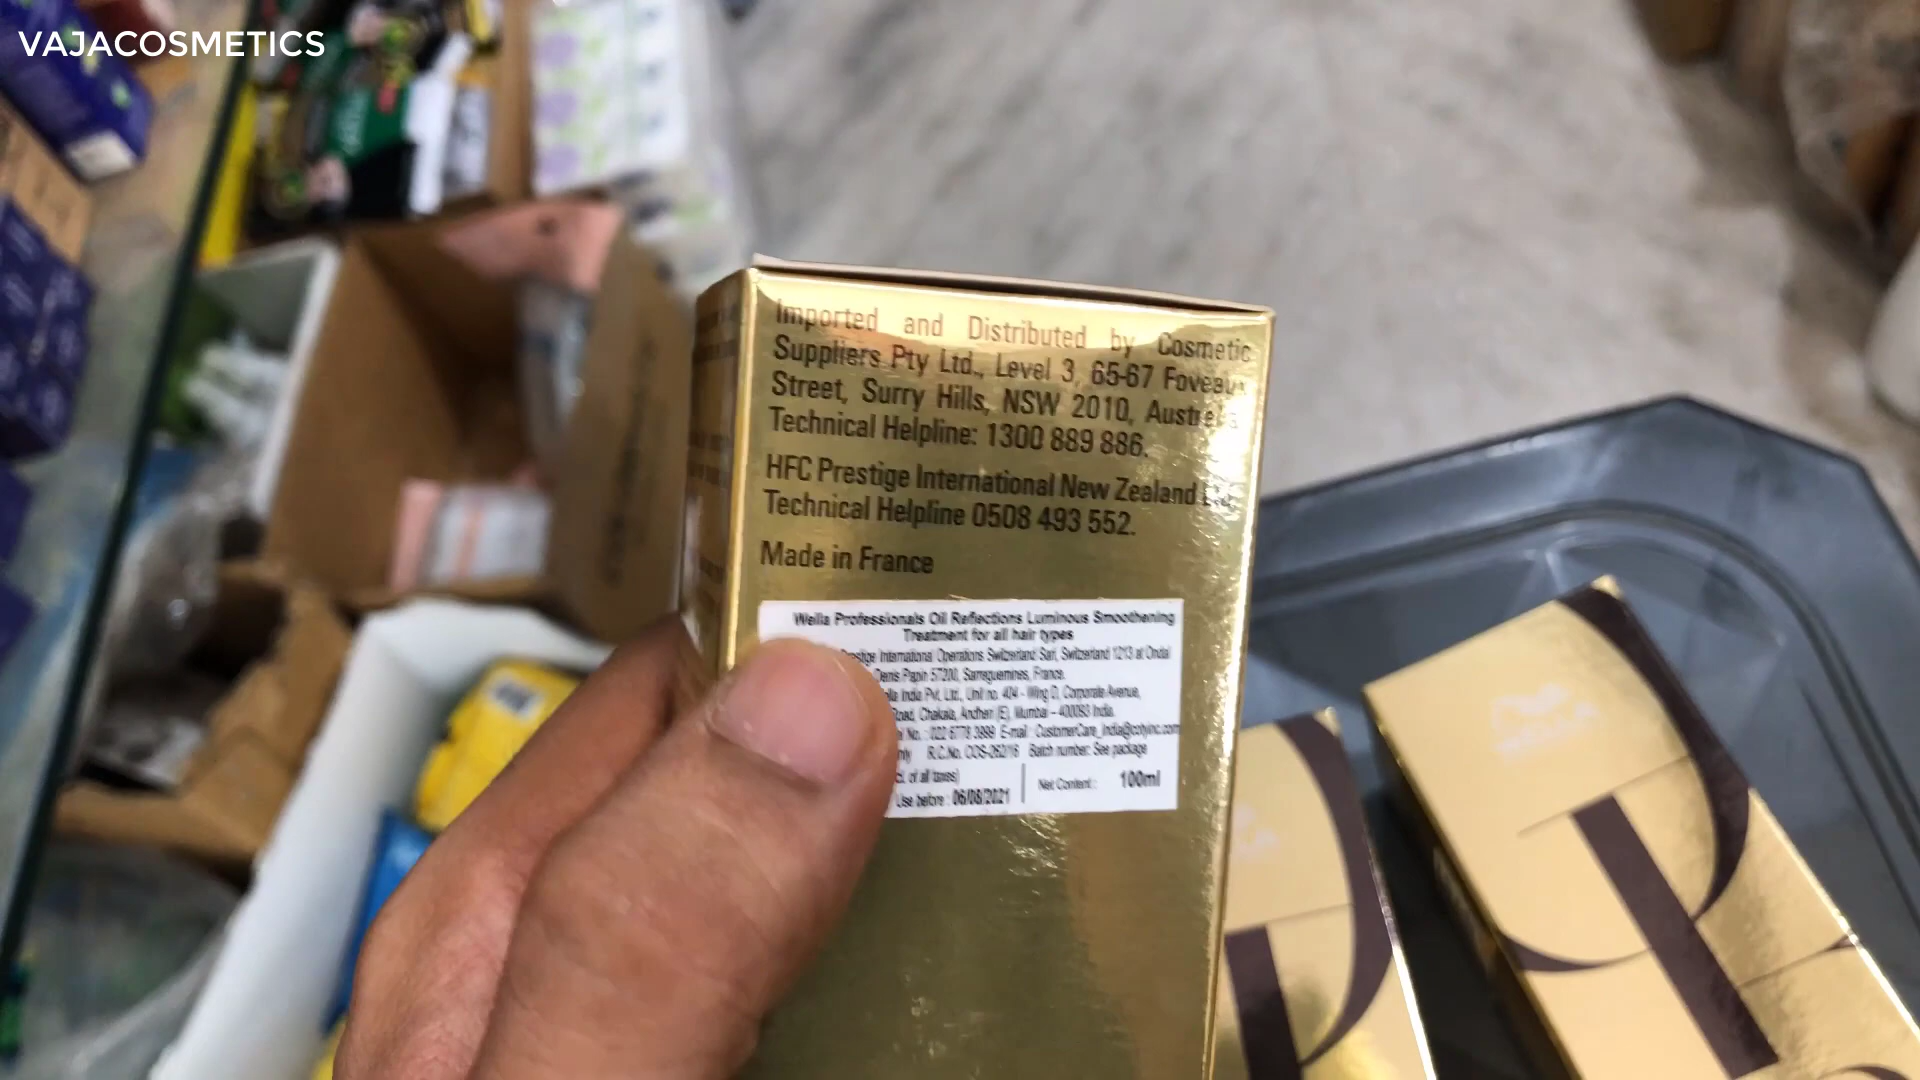 VAJACOSMETICS
Imported and Distributed by Cosmetic
Suppliers Pty Ltd., Level 3, 65-67 Foveaux
Street, Surry Hills, NSW 2010,
Technical Helpline: 1300 889 886.
HFC Prestige International New Zealand
Technical Helpline 0508 493 552.
Made in France
Wella Professionals Oil Reflections Luminous Smoothening
Treatment for all hair types
International Operations Switzerland Sarl, Switzerland 1213 at Ondal
Denis Papin 57200, Sarreguemines, France.
India Pvt. Ltd., Unit no. 404 - Wing D, Corporate Avenue,
Road, Chakala, Andheri (E), Mumbai - 400093 India.
No. : 022 6778 3999 E-mail : CustomerCare_India@cotyinc.com
R.C.No. COS-262/16 Batch number: See package
of all taxes)
Net Content : 100ml
Use before : 06/08/2021